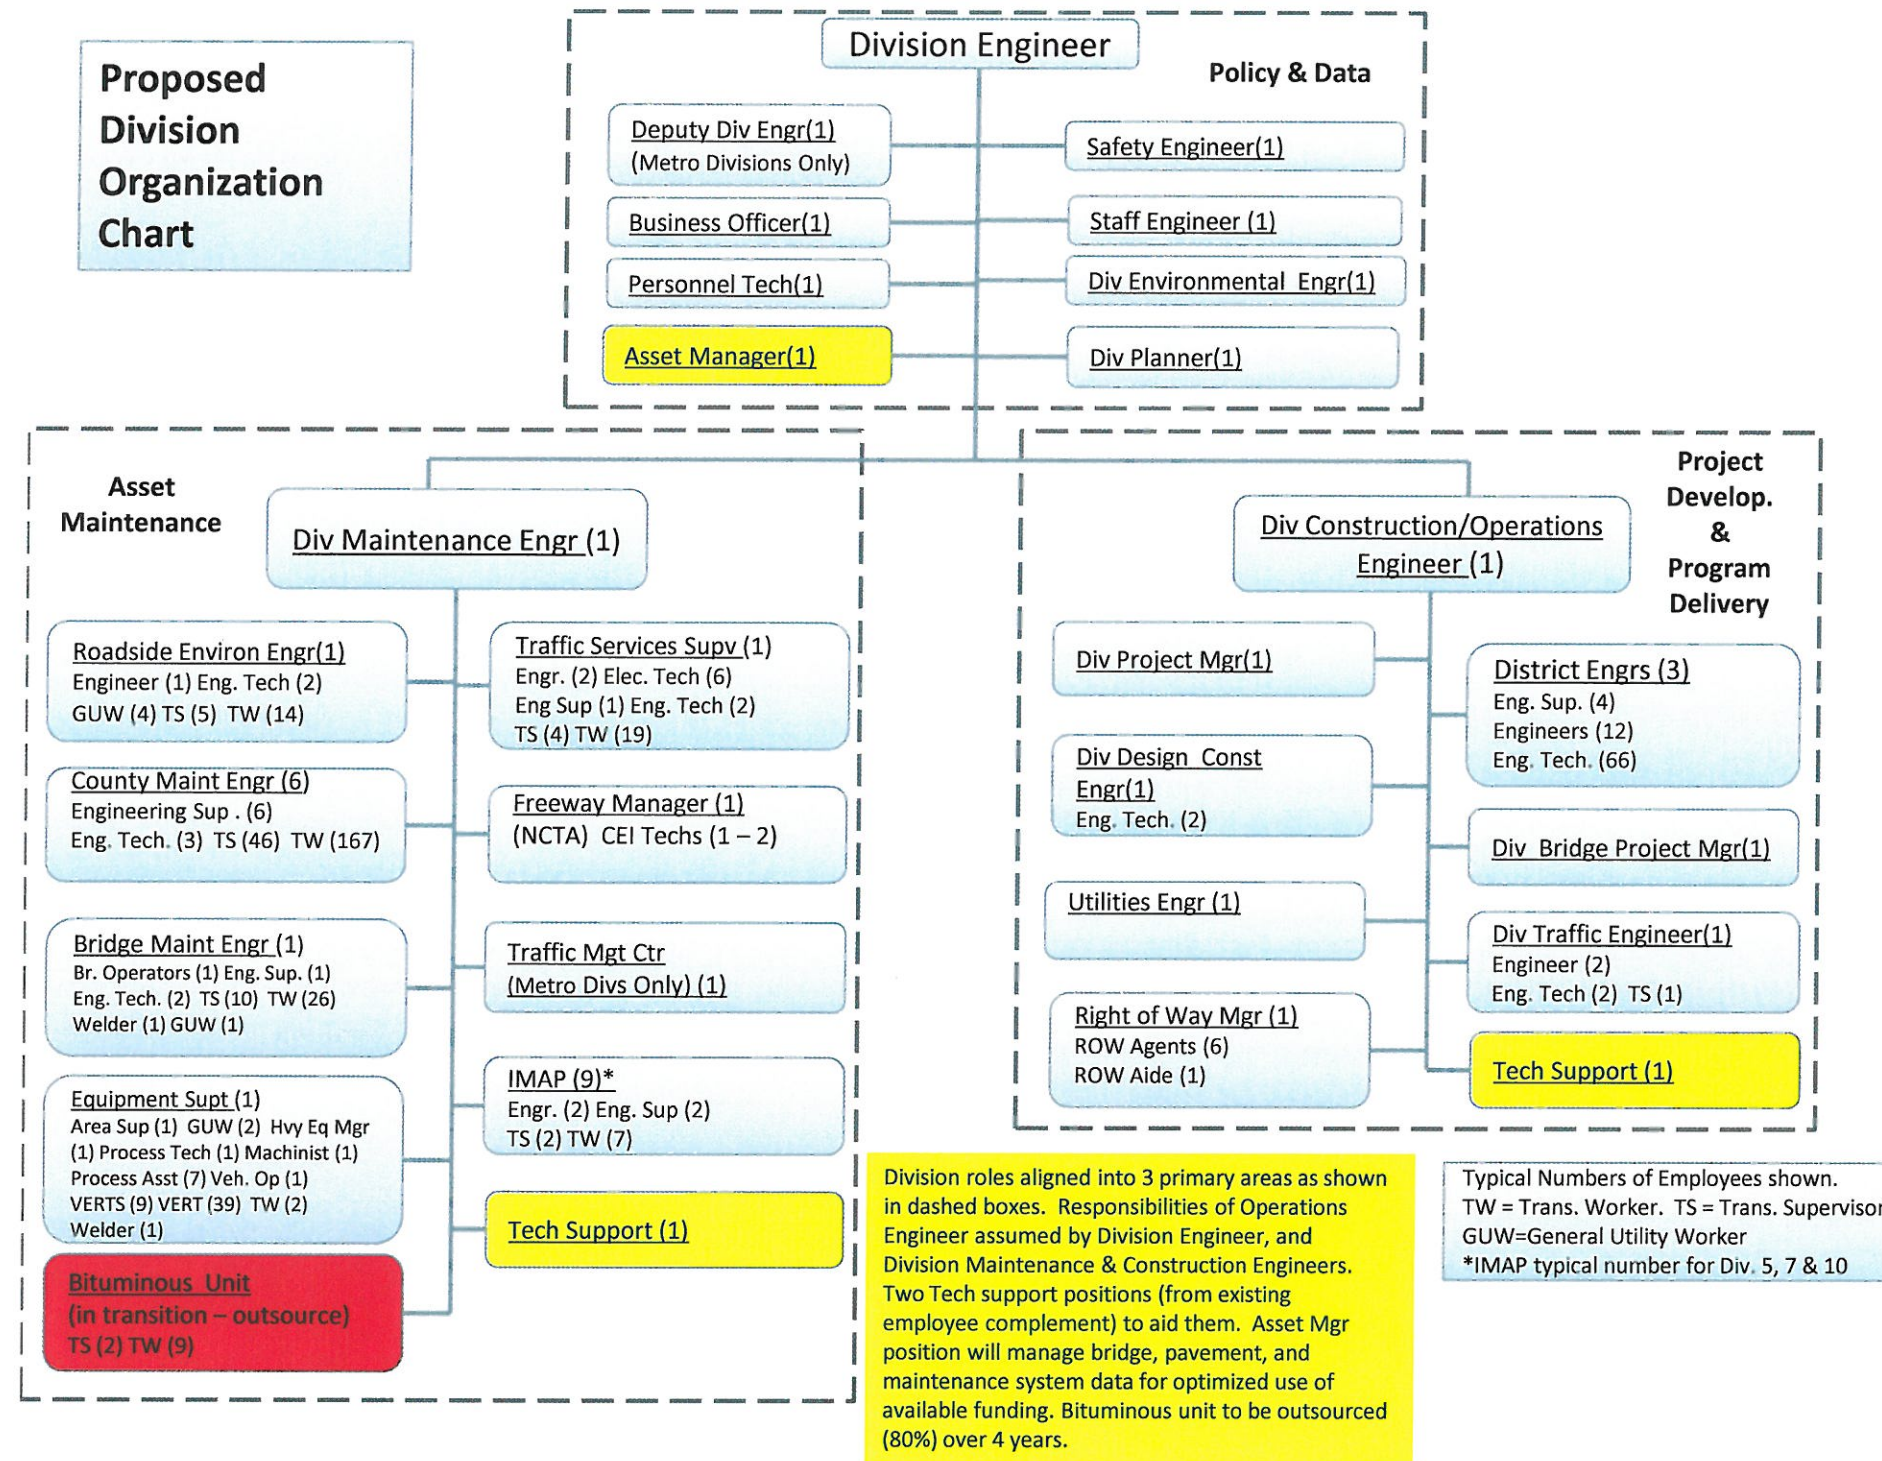 Proposed
Division
Organization
Chart
Division Engineer
Policy & Data
Deputy Div Engr(1)
(Metro Divisions Only)
Safety Engineer(1)
Business Officer(1)
Staff Engineer (1)
Personnel Tech(1)
Div Environmental Engr(1)
Asset Manager(1)
Div Planner(1)
Asset
Maintenance
Div Maintenance Engr (1)
Roadside Environ Engr(1)
Engineer (1) Eng. Tech (2)
GUW (4) TS (5) TW (14)
Traffic Services Supv (1)
Engr. (2) Elec. Tech (6)
Eng Sup (1) Eng. Tech (2)
TS (4) TW (19)
County Maint Engr (6)
Engineering Sup . (6)
Eng. Tech. (3) TS (46) TW (167)
Freeway Manager (1)
(NCTA) CEI Techs (1 – 2)
Bridge Maint Engr (1)
Br. Operators (1) Eng. Sup. (1)
Eng. Tech. (2) TS (10) TW (26)
Welder (1) GUW (1)
Traffic Mgt Ctr
(Metro Divs Only) (1)
Equipment Supt (1)
Area Sup (1) GUW (2) Hvy Eq Mgr
(1) Process Tech (1) Machinist (1)
Process Asst (7) Veh. Op (1)
VERTS (9) VERT (39) TW (2)
Welder (1)
IMAP (9)*
Engr. (2) Eng. Sup (2)
TS (2) TW (7)
Tech Support (1)
Bituminous Unit
(in transition – outsource)
TS (2) TW (9)
Project
Develop.
&
Program
Delivery
Div Construction/Operations
Engineer (1)
Div Project Mgr(1)
District Engrs (3)
Eng. Sup. (4)
Engineers (12)
Eng. Tech. (66)
Div Design Const
Engr(1)
Eng. Tech. (2)
Div Bridge Project Mgr(1)
Utilities Engr (1)
Div Traffic Engineer(1)
Engineer (2)
Eng. Tech (2) TS (1)
Right of Way Mgr (1)
ROW Agents (6)
ROW Aide (1)
Tech Support (1)
Division roles aligned into 3 primary areas as shown
in dashed boxes. Responsibilities of Operations
Engineer assumed by Division Engineer, and
Division Maintenance & Construction Engineers.
Two Tech support positions (from existing
employee complement) to aid them. Asset Mgr
position will manage bridge, pavement, and
maintenance system data for optimized use of
available funding. Bituminous unit to be outsourced
(80%) over 4 years.
Typical Numbers of Employees shown.
TW = Trans. Worker. TS = Trans. Supervisor
GUW=General Utility Worker
*IMAP typical number for Div. 5, 7 & 10